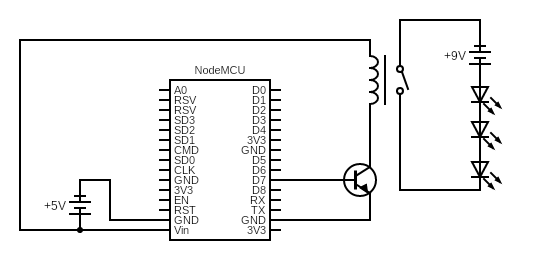 NodeMCU
+9V
A0 D0
RSV D1
RSV D2
SD3 D3
SD2 D4
SD1 3V3
CMD GND
SD0 D5
CLK D6
GND D7
3V3 D8
EN RX
RST TX
GND GND
Vin 3V3
+5V